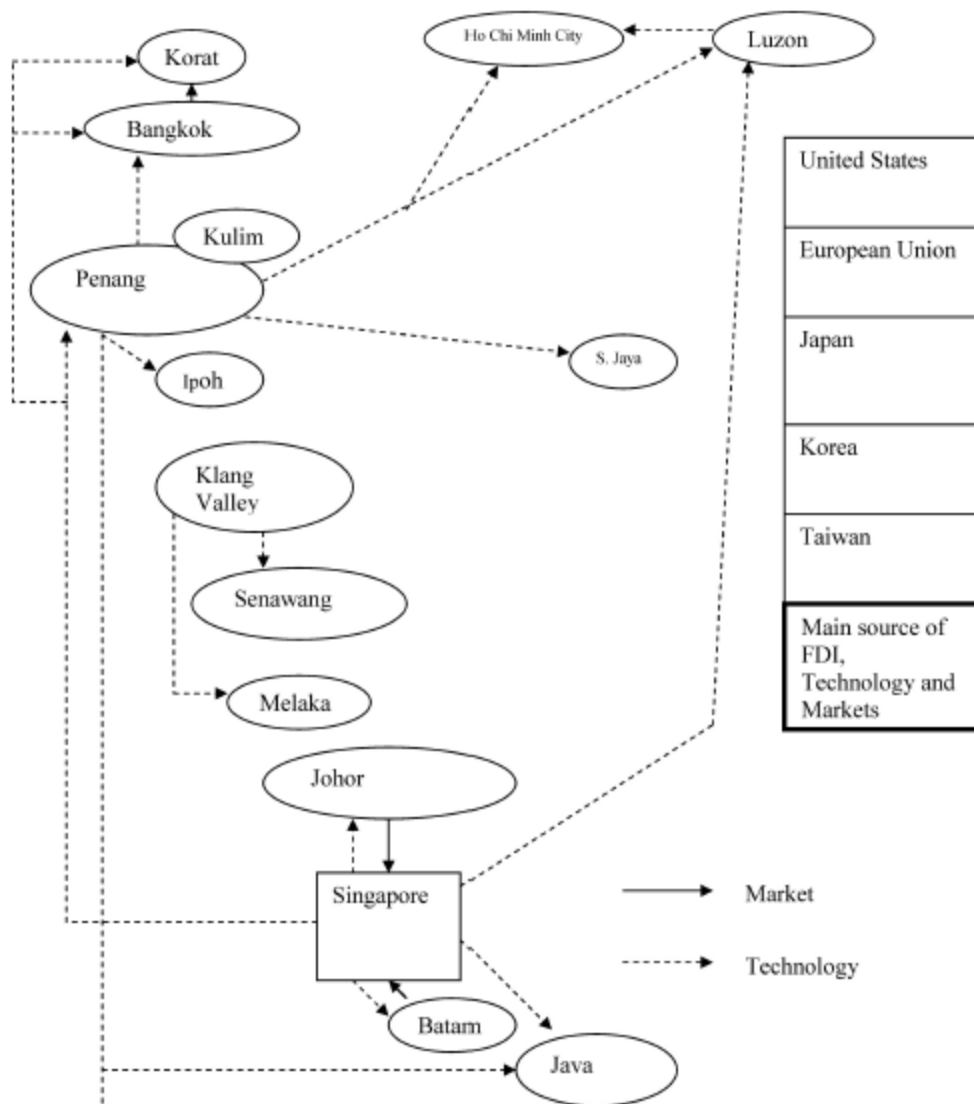 Ho Chi Minh City
Luzon
Korat
Bangkok
Kulim
Penang
Ipoh
S. Jaya
Klang
Valley
Senawang
Melaka
Johor
Singapore
Batam
Java
United States
European Union
Japan
Korea
Taiwan
Main source of
FDI,
Technology and
Markets
Market
Technology